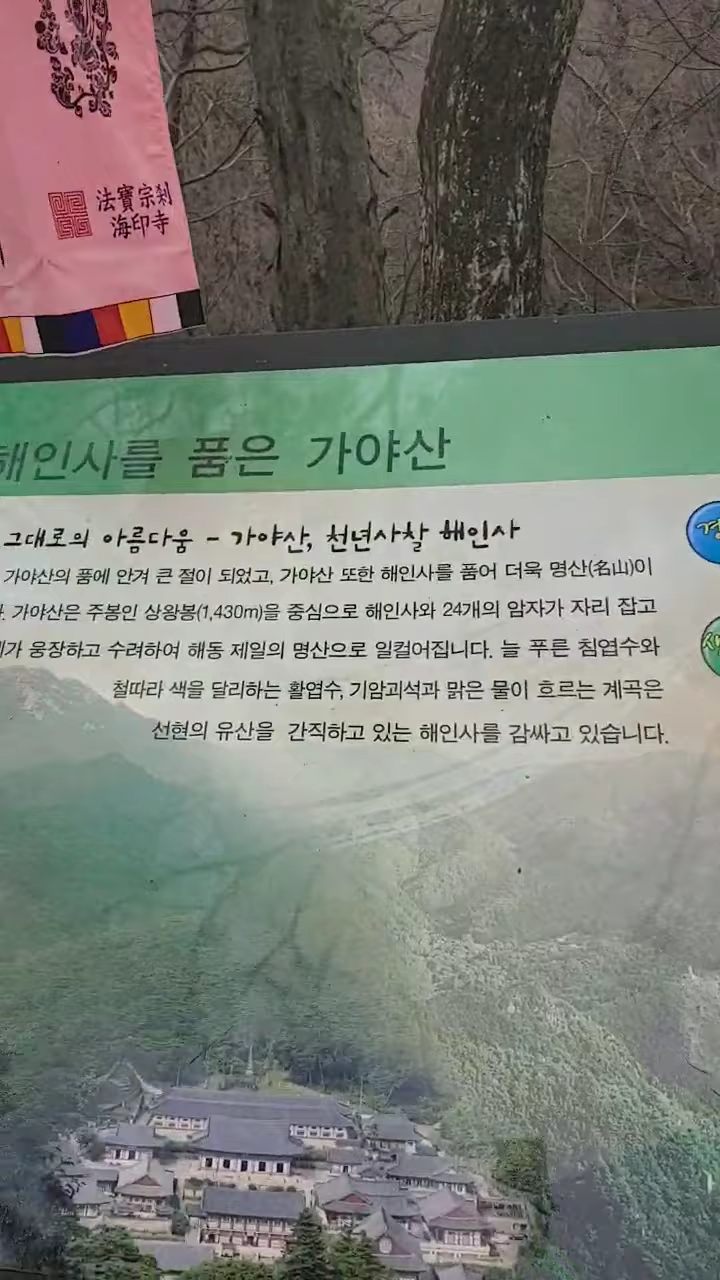 法寶宗刹
海印寺
해인사를 품은 가야산
그대로의 아름다움 - 가야산, 천년사찰 해인사
가야산의 품에 안겨 큰 절이 되었고, 가야산 또한 해인사를 품어 더욱 명산(名山)이
. 가야산은 주봉인 상왕봉(1,430m)을 중심으로 해인사와 24개의 암자가 자리 잡고
가 웅장하고 수려하여 해동 제일의 명산으로 일컬어집니다. 늘 푸른 침엽수와
철따라 색을 달리하는 활엽수, 기암괴석과 맑은 물이 흐르는 계곡은
선현의 유산을 간직하고 있는 해인사를 감싸고 있습니다.